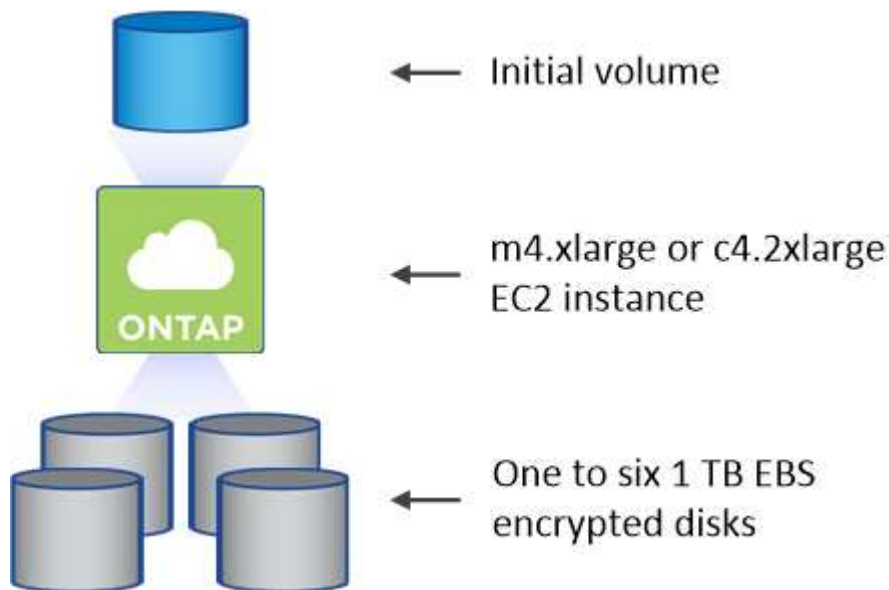 Initial volume
m4.xlarge or c4.2xlarge
EC2 instance
ONTAP
One to six 1 TB EBS
encrypted disks